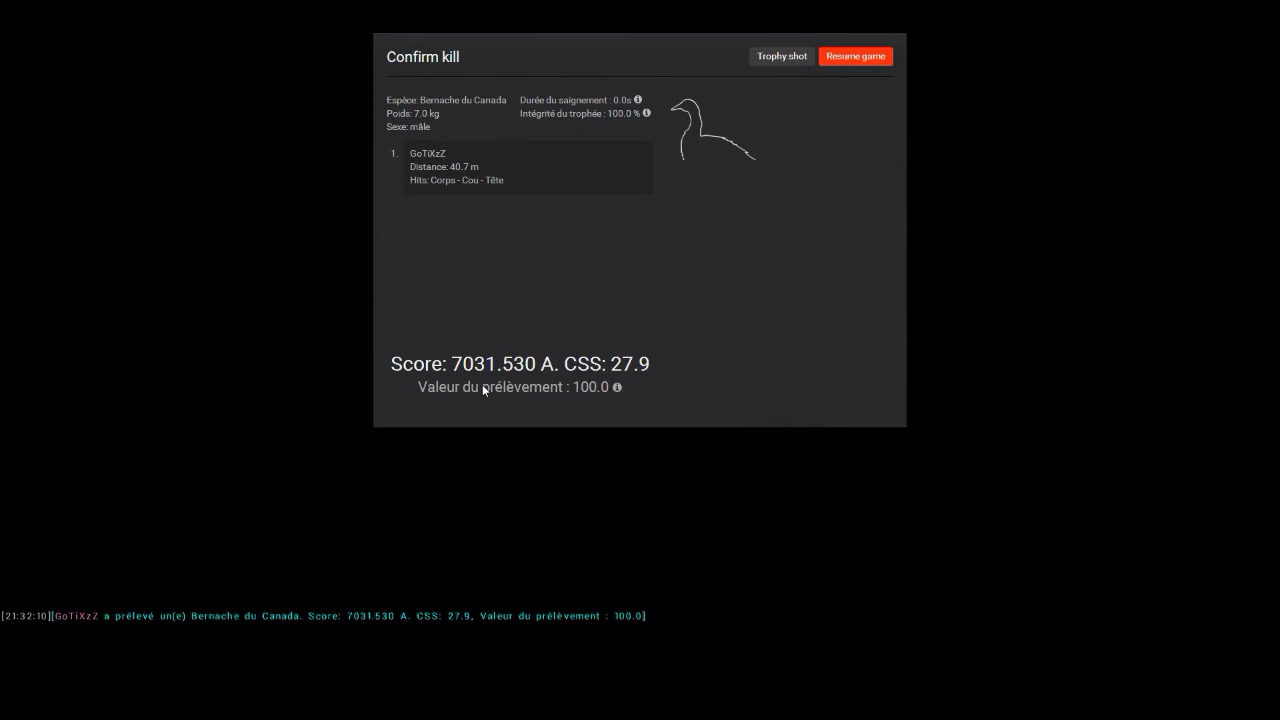 Confirm kill
Trophy shot
Resume game
Espèce: Bernache du Canada
Poids: 7.0 kg
Sexe: mâle
Durée du saignement : 0.0s
Intégrité du trophée : 100.0 %
1.
GoTiXzZ
Distance: 40.7 m
Hits: Corps - Cou - Tête
Score: 7031.530 A. CSS: 27.9
Valeur du prélèvement : 100.0
[21:32:10][GoTiXzZ a prélevé un(e) Bernache du Canada. Score: 7031.530 A. CSS: 27.9, Valeur du prélèvement : 100.0]